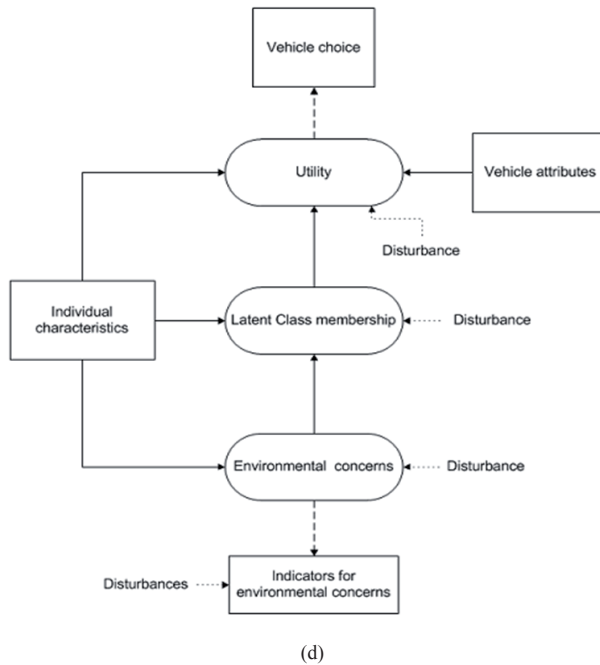 Vehicle choice
Utility
Vehicle attributes
Disturbance
Individual
characteristics
Latent Class membership
Disturbance
Environmental concerns
Disturbance
Disturbances
Indicators for
environmental concerns
(d)